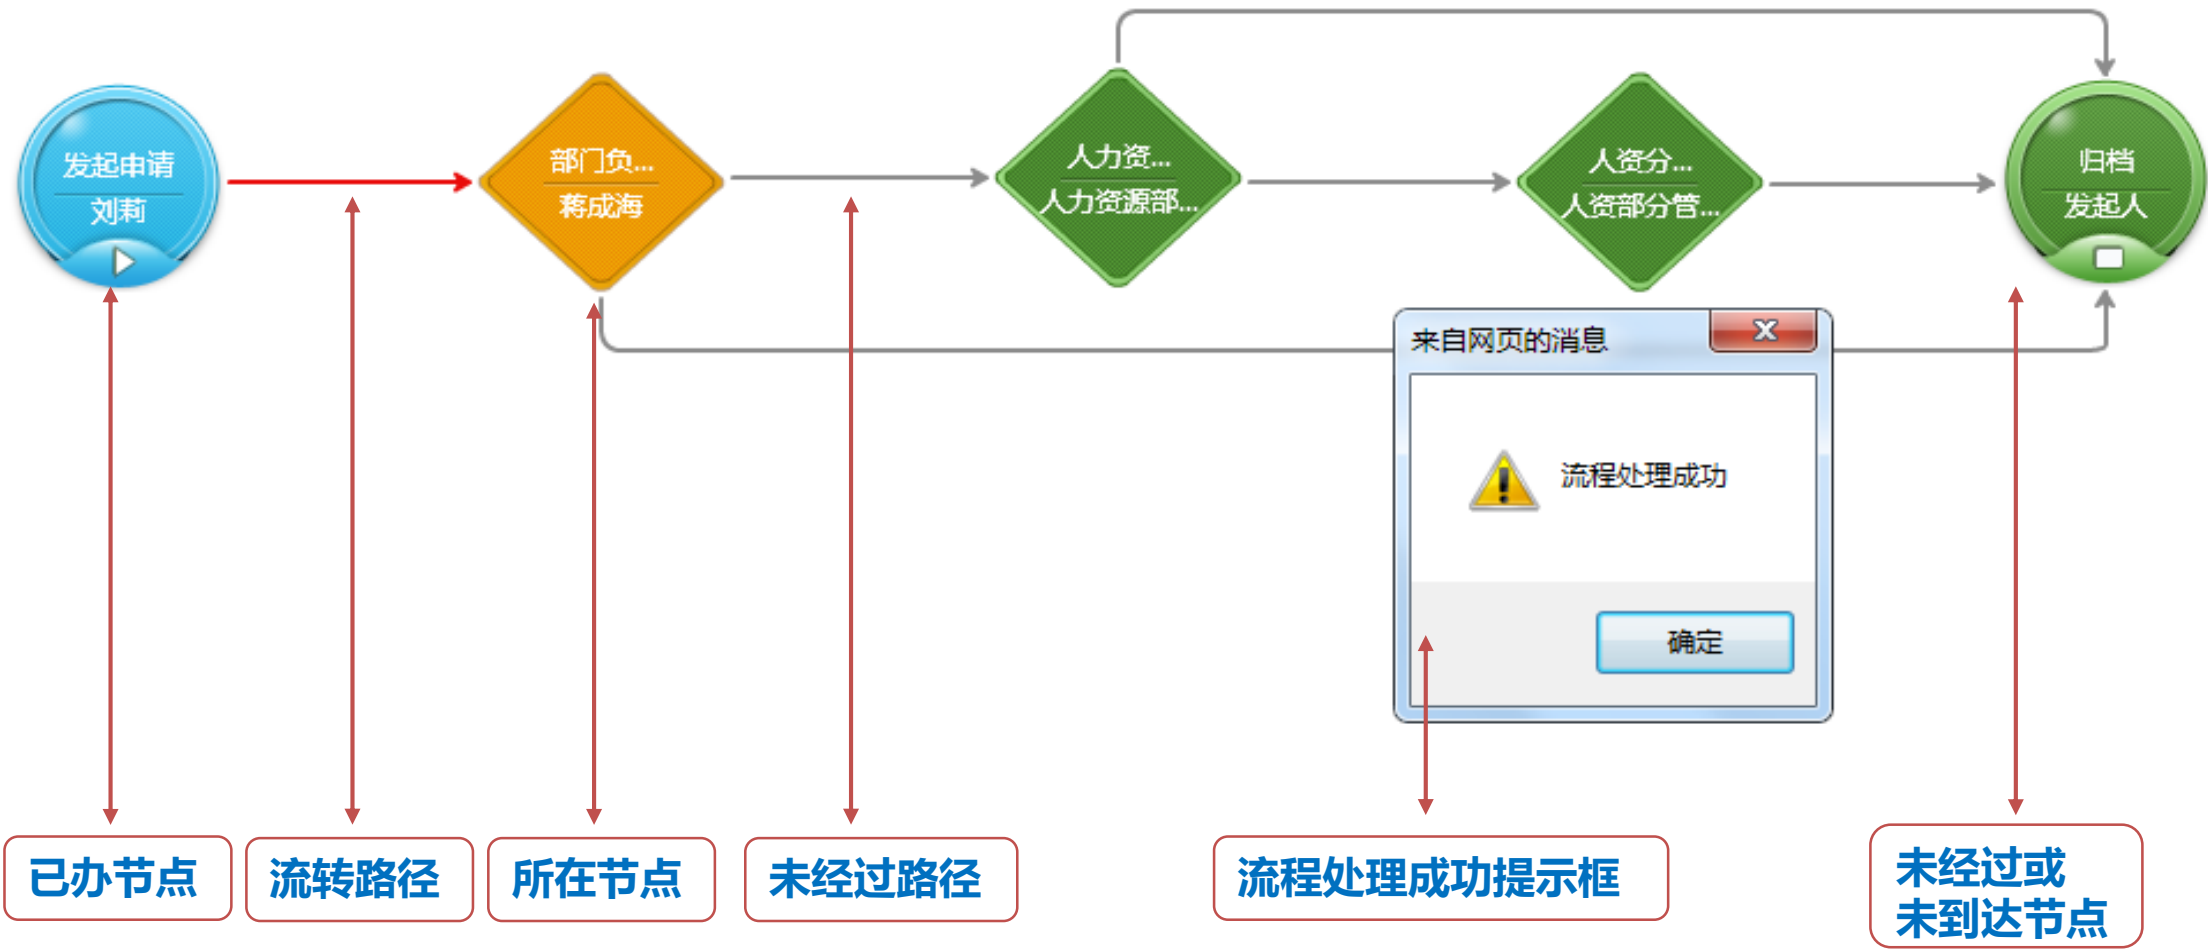 发起申请
刘莉
部门负...
蒋成海
人力资...
人力资源部...
人资分...
人资部分管...
归档
发起人
来自网页的消息
流程处理成功
确定
已办节点
流转路径
所在节点
未经过路径
流程处理成功提示框
未经过或
未到达节点